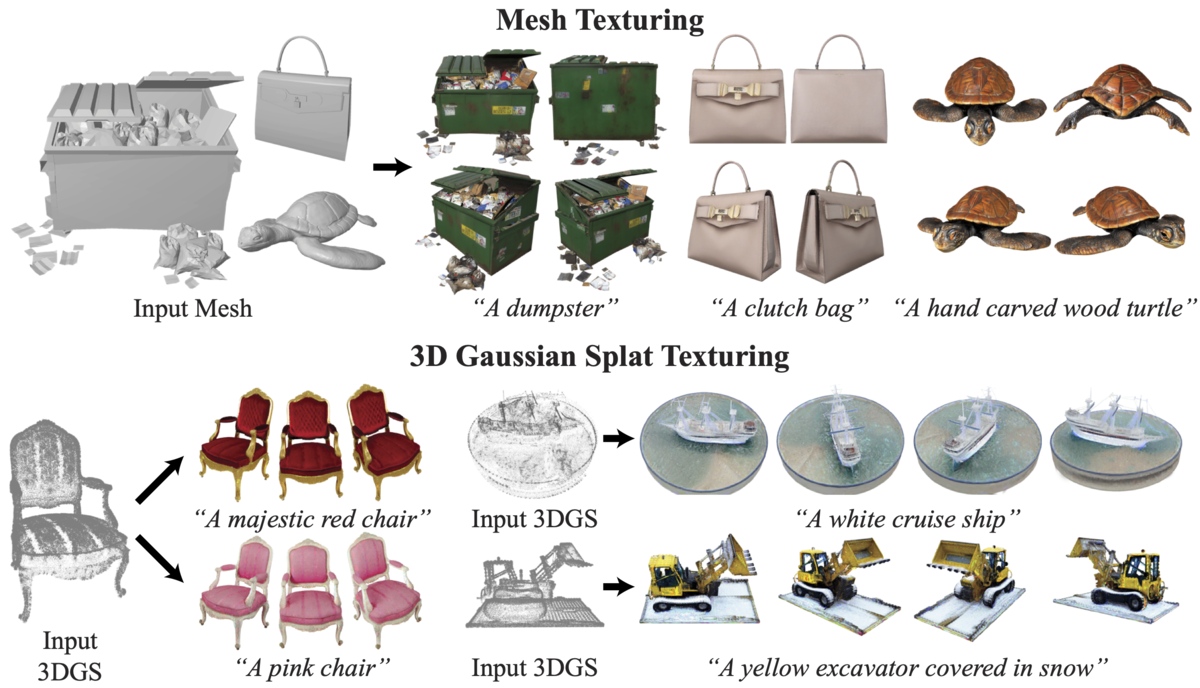 Mesh Texturing
Input Mesh
“A dumpster”
“A clutch bag”
“A hand carved wood turtle”
3D Gaussian Splat Texturing
“A majestic red chair”
Input 3DGS
“A white cruise ship”
Input
3DGS
“A pink chair”
Input 3DGS
“A yellow excavator covered in snow”